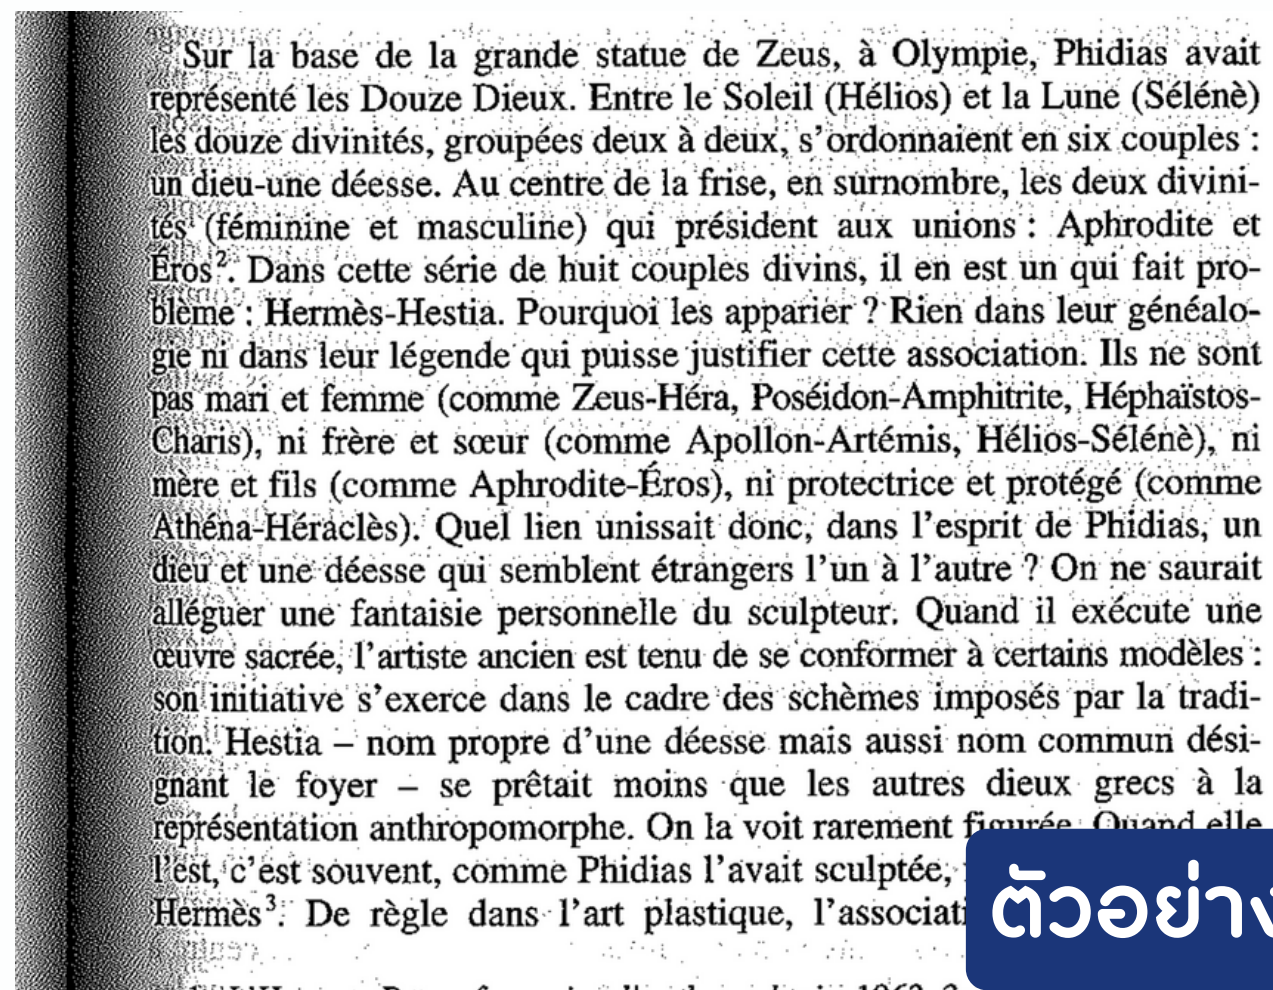 Sur la base de la grande statue de Zeus, à Olympie, Phidias avait
représenté les Douze Dieux. Entre le Soleil (Hélios) et la Lune (Sélénè)
les douze divinités, groupées deux à deux, s'ordonnaient en six couples :
un dieu-une déesse. Au centre de la frise, en surnombre, les deux divini-
tés (féminine et masculine) qui président aux unions : Aphrodite et
Éros². Dans cette série de huit couples divins, il en est un qui fait pro-
blème : Hermès-Hestia. Pourquoi les apparier ? Rien dans leur généalo-
gie ni dans leur légende qui puisse justifier cette association. Ils ne sont
pas mari et femme (comme Zeus-Héra, Poséidon-Amphitrite, Héphaïstos-
Charis), ni frère et sœur (comme Apollon-Artémis, Hélios-Sélénè), ni
mère et fils (comme Aphrodite-Éros), ni protectrice et protégé (comme
Athéna-Héraclès). Quel lien unissait donc, dans l'esprit de Phidias, un
dieu et une déesse qui semblent étrangers l'un à l'autre ? On ne saurait
alléguer une fantaisie personnelle du sculpteur. Quand il exécute une
œuvre sacrée, l'artiste ancien est tenu de se conformer à certains modèles :
son initiative s'exerce dans le cadre des schèmes imposés par la tradi-
tion. Hestia – nom propre d'une déesse mais aussi nom commun dési-
gnant le foyer – se prêtait moins que les autres dieux grecs à la
représentation anthropomorphe. On la voit rarement figurée. Quand elle
l'est, c'est souvent, comme Phidias l'avait sculptée,
Hermès³. De règle dans l'art plastique, l'associati
ตัวอย่าง